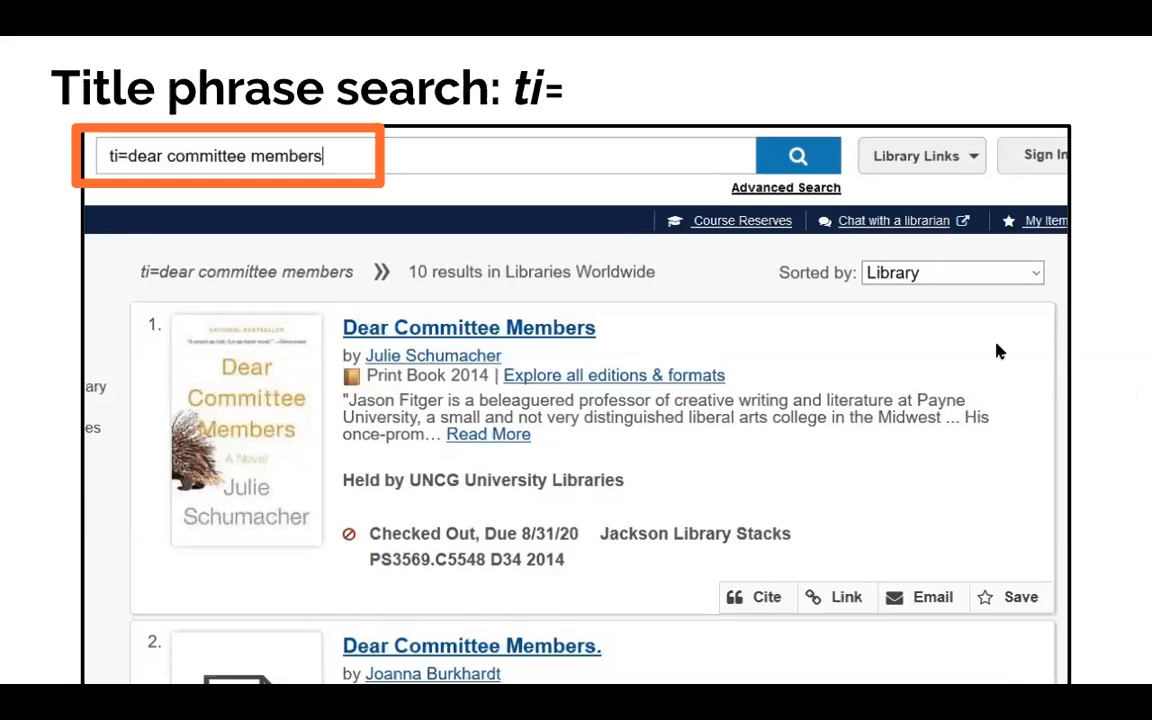 Title phrase search: ti=
ti=dear committee members
Library Links
Sign In
Advanced Search
Course Reserves
Chat with a librarian
My Item
ti=dear committee members
10 results in Libraries Worldwide
Sorted by: Library
ary
es
1.
NATIONAL BESTSELLER
Dear
Committee
Members
A Novel
Julie
Schumacher
Dear Committee Members
by Julie Schumacher
Print Book 2014 | Explore all editions & formats
"Jason Fitger is a beleaguered professor of creative writing and literature at Payne
University, a small and not very distinguished liberal arts college in the Midwest ... His
once-prom… Read More
Held by UNCG University Libraries
Checked Out, Due 8/31/20 Jackson Library Stacks
PS3569.C5548 D34 2014
Cite
Link
Email
Save
2.
Dear Committee Members.
by Joanna Burkhardt